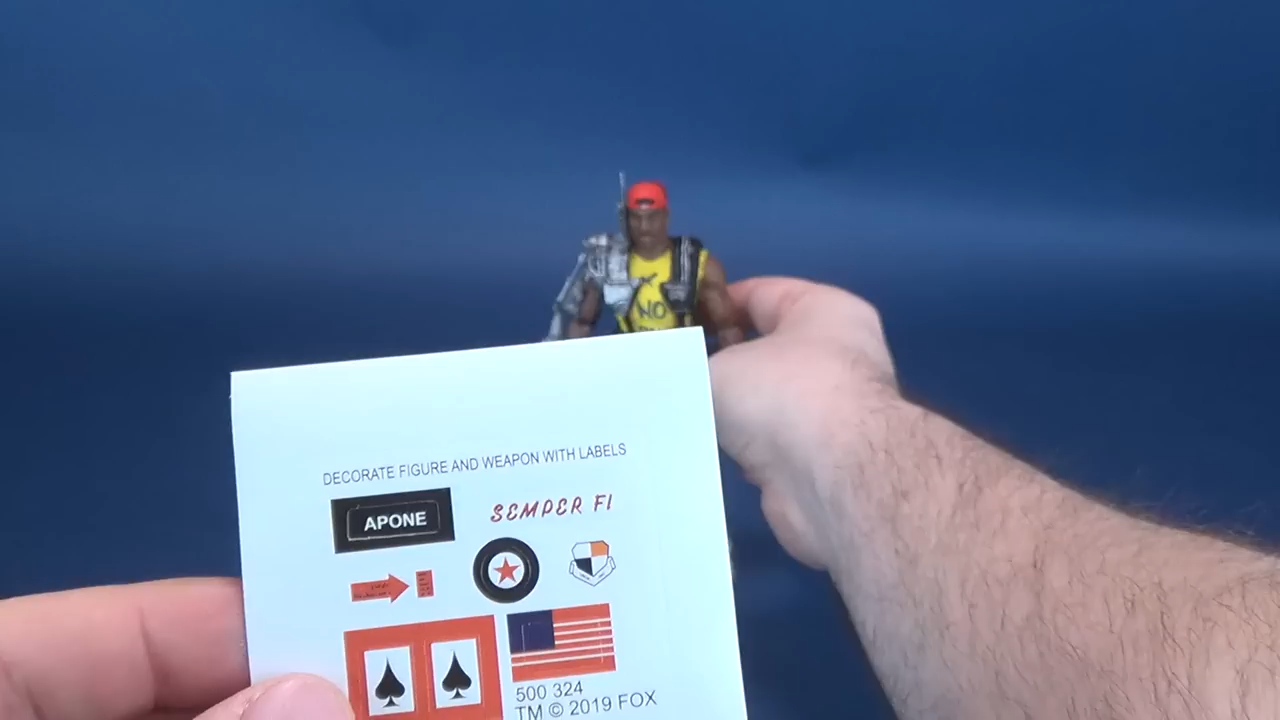 NO
DECORATE FIGURE AND WEAPON WITH LABELS
APONE
SEMPER FI
500 324
TM © 2019 FOX